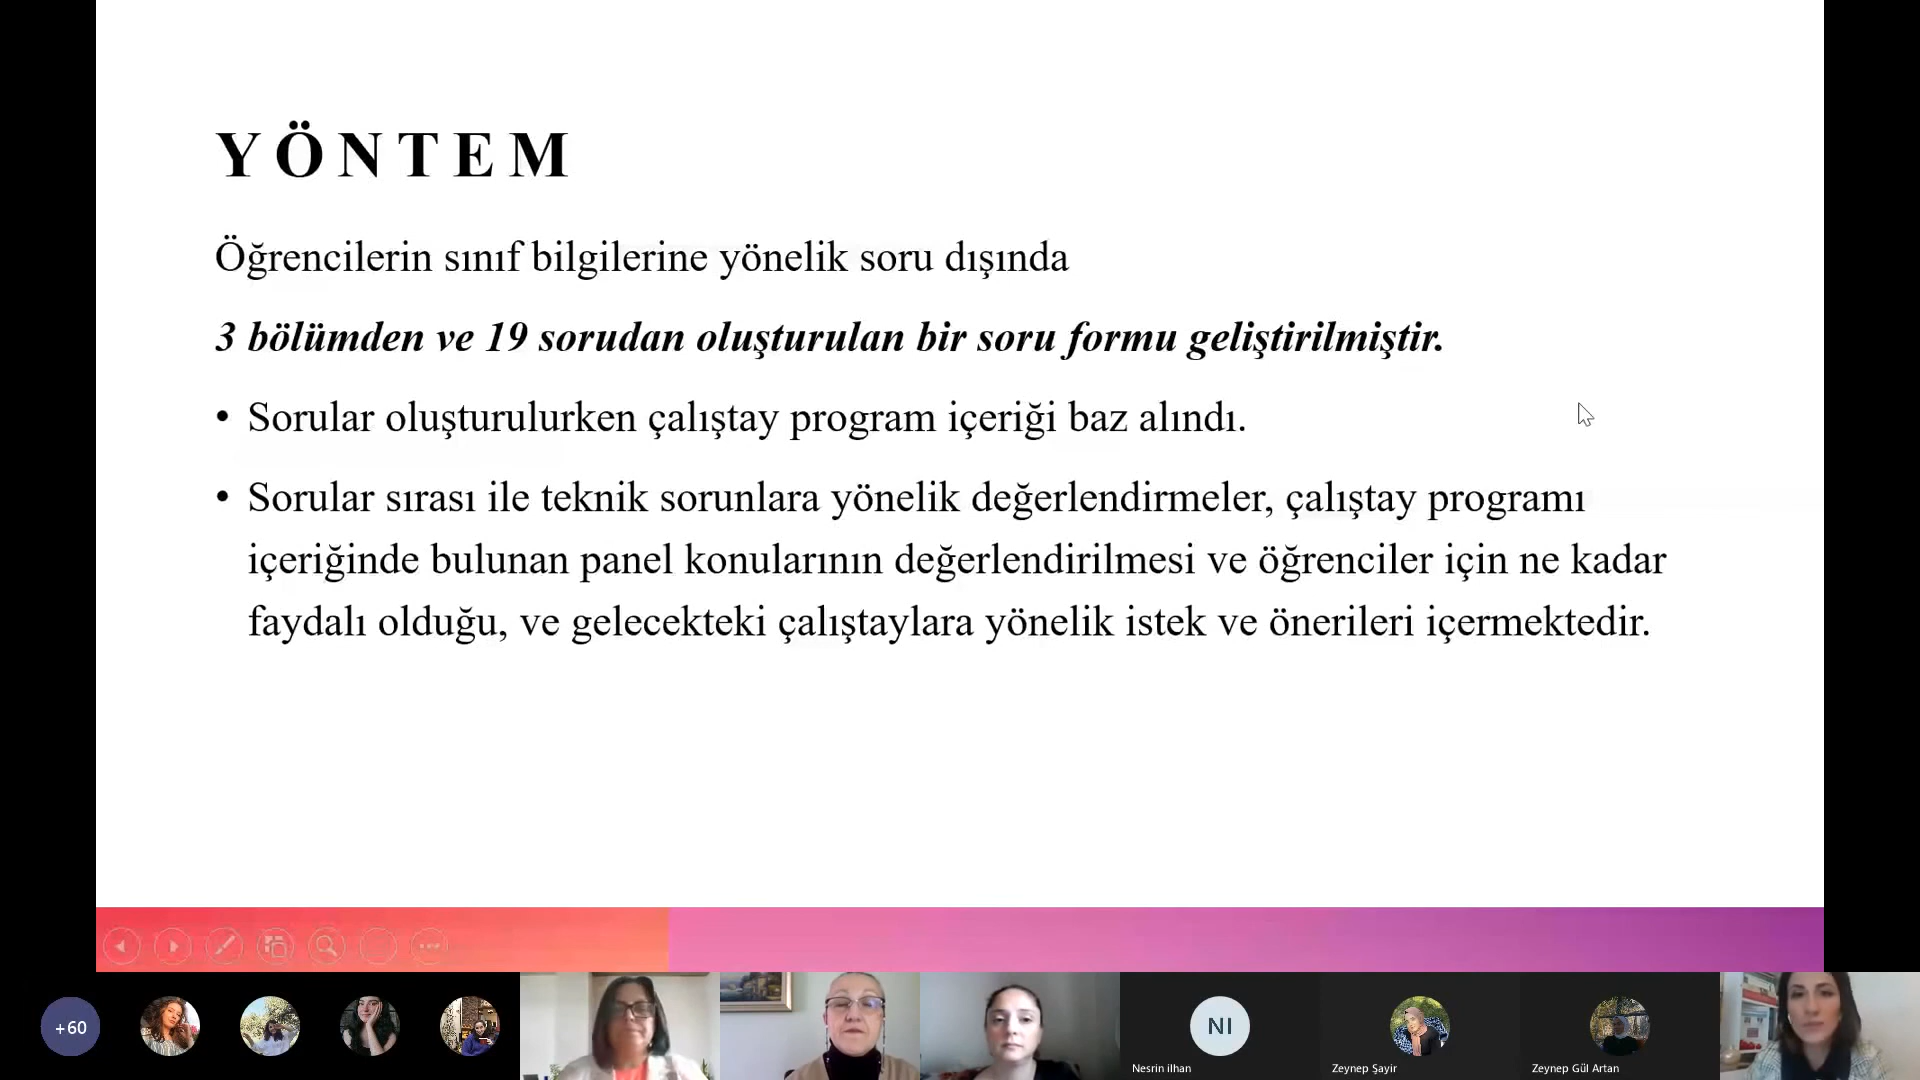 YÖNTEM
Öğrencilerin sınıf bilgilerine yönelik soru dışında
3 bölümden ve 19 sorudan oluşturulan bir soru formu geliştirilmiştir.
• Sorular oluşturulurken çalıştay program içeriği baz alındı.
• Sorular sırası ile teknik sorunlara yönelik değerlendirmeler, çalıştay programı
içeriğinde bulunan panel konularının değerlendirilmesi ve öğrenciler için ne kadar
faydalı olduğu, ve gelecekteki çalıştaylara yönelik istek ve önerileri içermektedir.
+60
NI
Nesrin ilhan
Zeynep Şayir
Zeynep Gül Artan